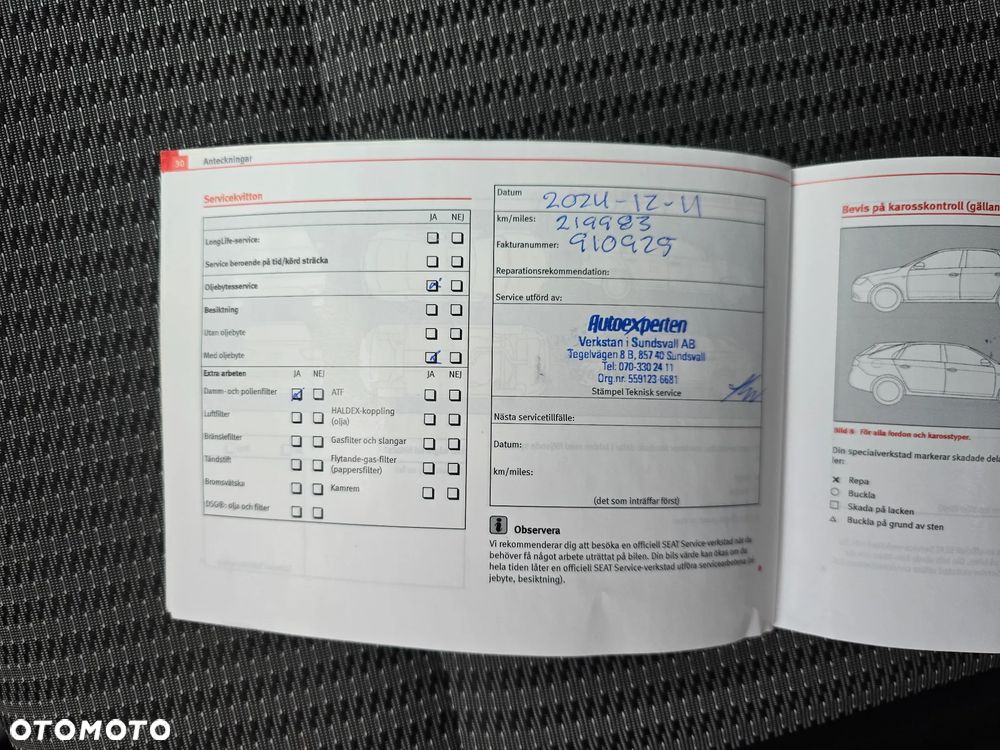 30 Anteckningar
Servicekvitton
JA NEJ
LongLife-service:
Service beroende på tid/körd sträcka
Oljebytesservice
Besiktning
Utan oljebyte
Med oljebyte
Extra arbeten JA NEJ JA NEJ
Damm- och pollenfilter ATF
Luftfilter HALDEX-koppling
(olja)
Bränslefilter Gasfilter och slangar
Tändstift Flytande-gas-filter
(pappersfilter)
Bromsvätska Kamrem
DSG®: olja och filter
Datum 2024-12-11
km/miles: 219983
Fakturanummer: 910925
Reparationsrekommendation:
Service utförd av:
Autoexperten
Verkstan i Sundsvall AB
Tegelvägen 8 B, 857 40 Sundsvall
Tel: 070-330 24 11
Org.nr. 559123-6681
Stämpel Teknisk service
Nästa servicetillfälle:
Datum:
km/miles:
(det som inträffar först)
i Observera
Vi rekommenderar dig att besöka en officiell SEAT Service-verkstad när du
behöver få något arbete uträttat på bilen. Din bils värde kan ökas om du
hela tiden låter en officiell SEAT Service-verkstad utföra servicearbetena
jebyte, besiktning).
Bevis på karosskontroll (gällan
Bild 8 För alla fordon och karosstyper.
Din specialverkstad markerar skadade dela
ler:
Repa
Buckla
Skada på lacken
Buckla på grund av sten
OTOMOTO